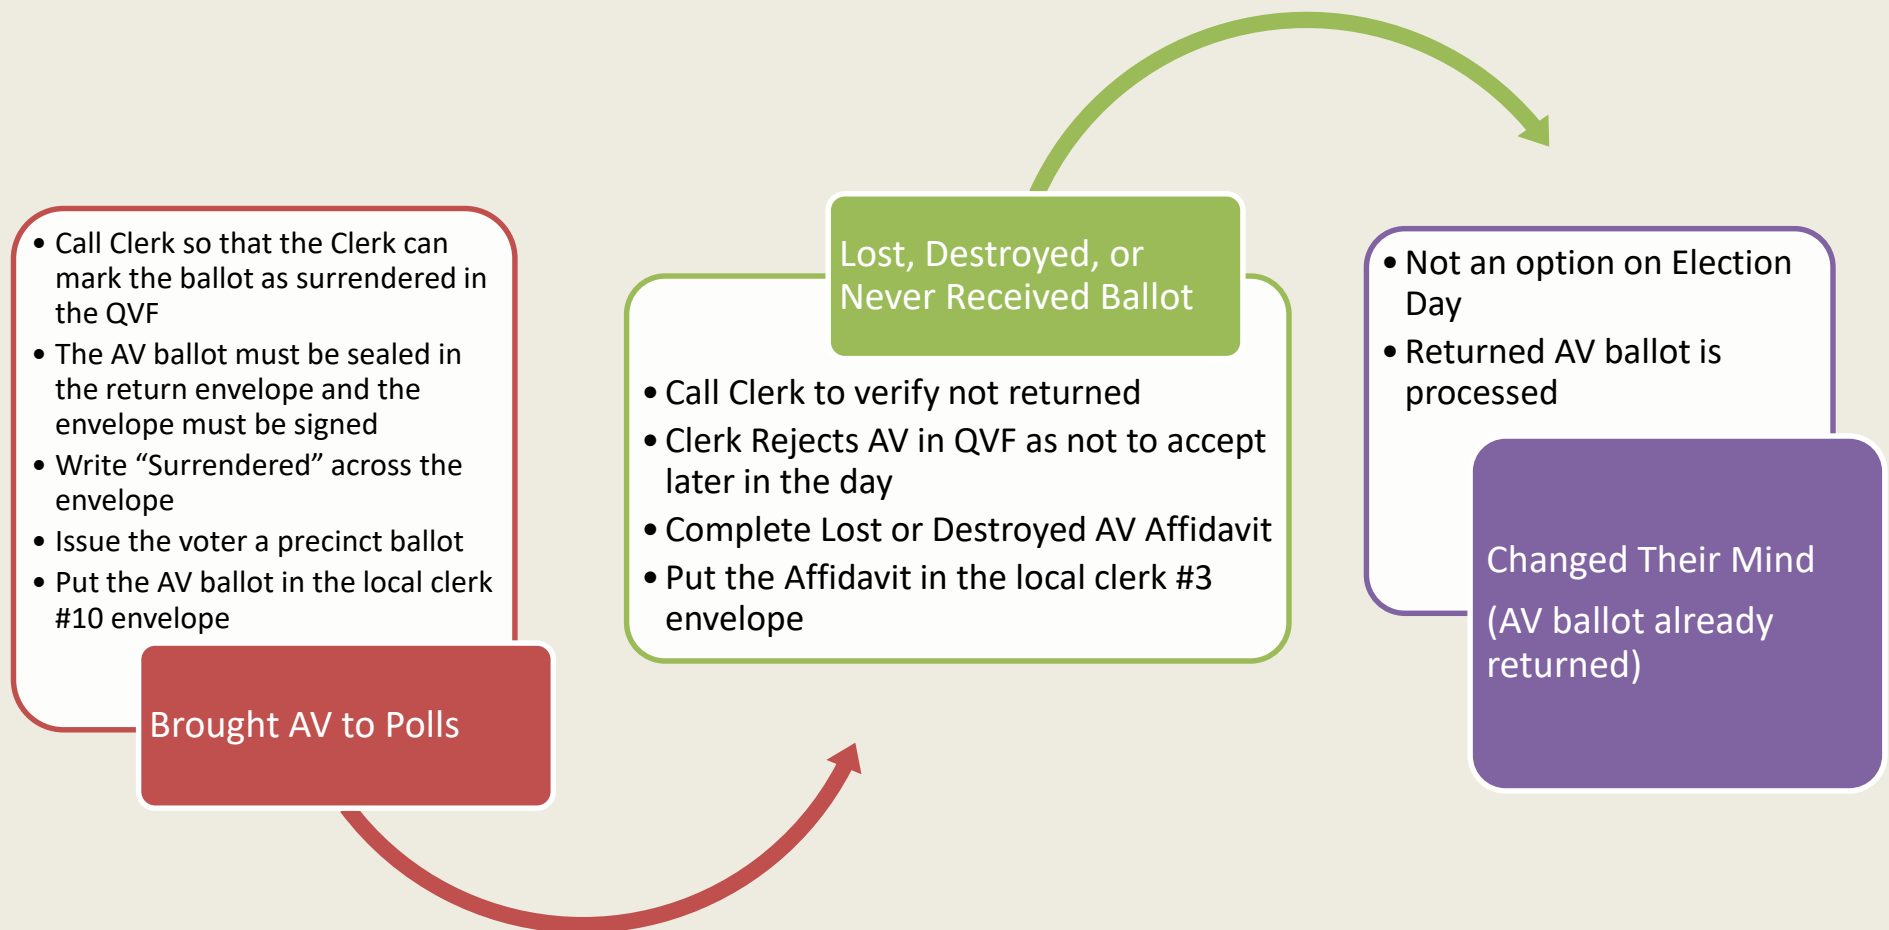 • Call Clerk so that the Clerk can
mark the ballot as surrendered in
the QVF
• The AV ballot must be sealed in
the return envelope and the
envelope must be signed
• Write “Surrendered” across the
envelope
• Issue the voter a precinct ballot
• Put the AV ballot in the local clerk
#10 envelope
Brought AV to Polls
Lost, Destroyed, or
Never Received Ballot
• Call Clerk to verify not returned
• Clerk Rejects AV in QVF as not to accept
later in the day
• Complete Lost or Destroyed AV Affidavit
• Put the Affidavit in the local clerk #3
envelope
• Not an option on Election
Day
• Returned AV ballot is
processed
Changed Their Mind
(AV ballot already
returned)